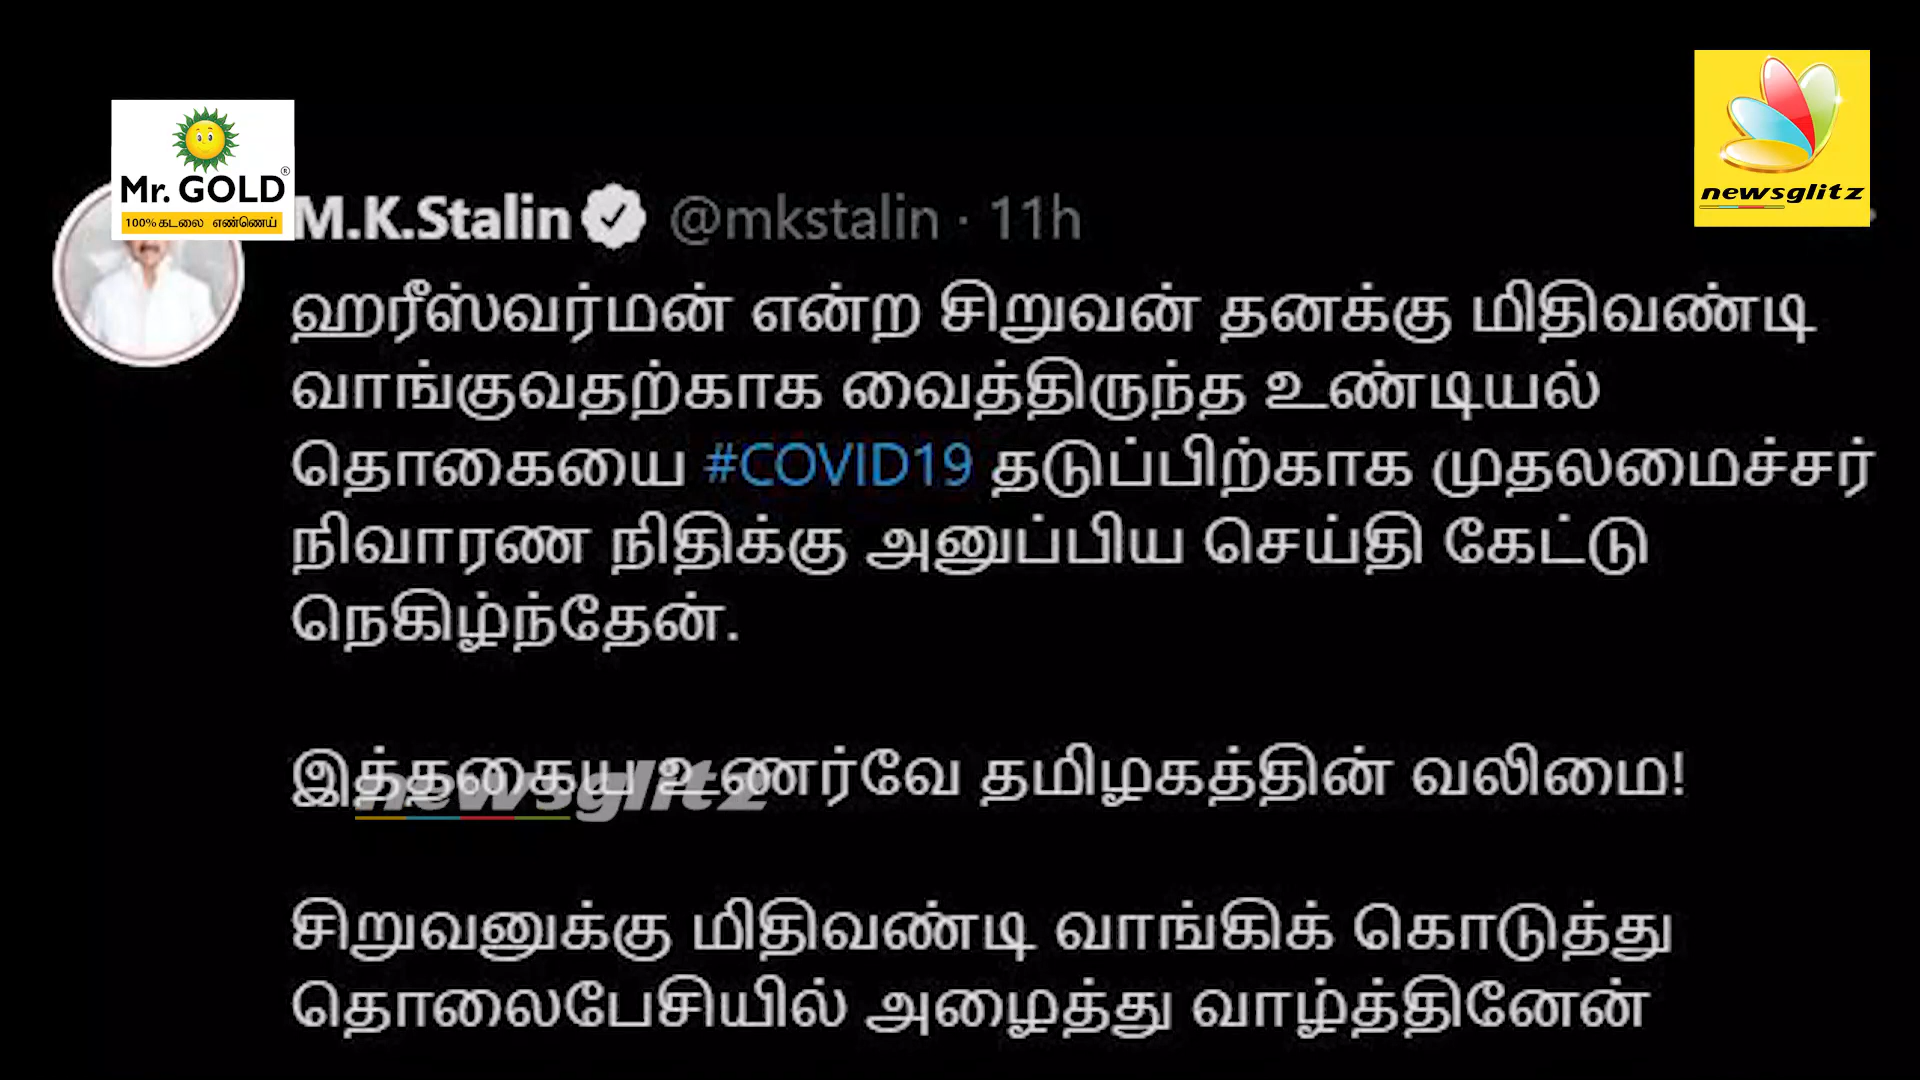 Mr. GOLD®
100% கடலை எண்ணெய்
newsglitz
M.K.Stalin @mkstalin · 11h
ஹரீஸ்வர்மன் என்ற சிறுவன் தனக்கு மிதிவண்டி
வாங்குவதற்காக வைத்திருந்த உண்டியல்
தொகையை #COVID19 தடுப்பிற்காக முதலமைச்சர்
நிவாரண நிதிக்கு அனுப்பிய செய்தி கேட்டு
நெகிழ்ந்தேன்.
இத்தகைய உணர்வே தமிழகத்தின் வலிமை!
newsglitz
சிறுவனுக்கு மிதிவண்டி வாங்கிக் கொடுத்து
தொலைபேசியில் அழைத்து வாழ்த்தினேன்